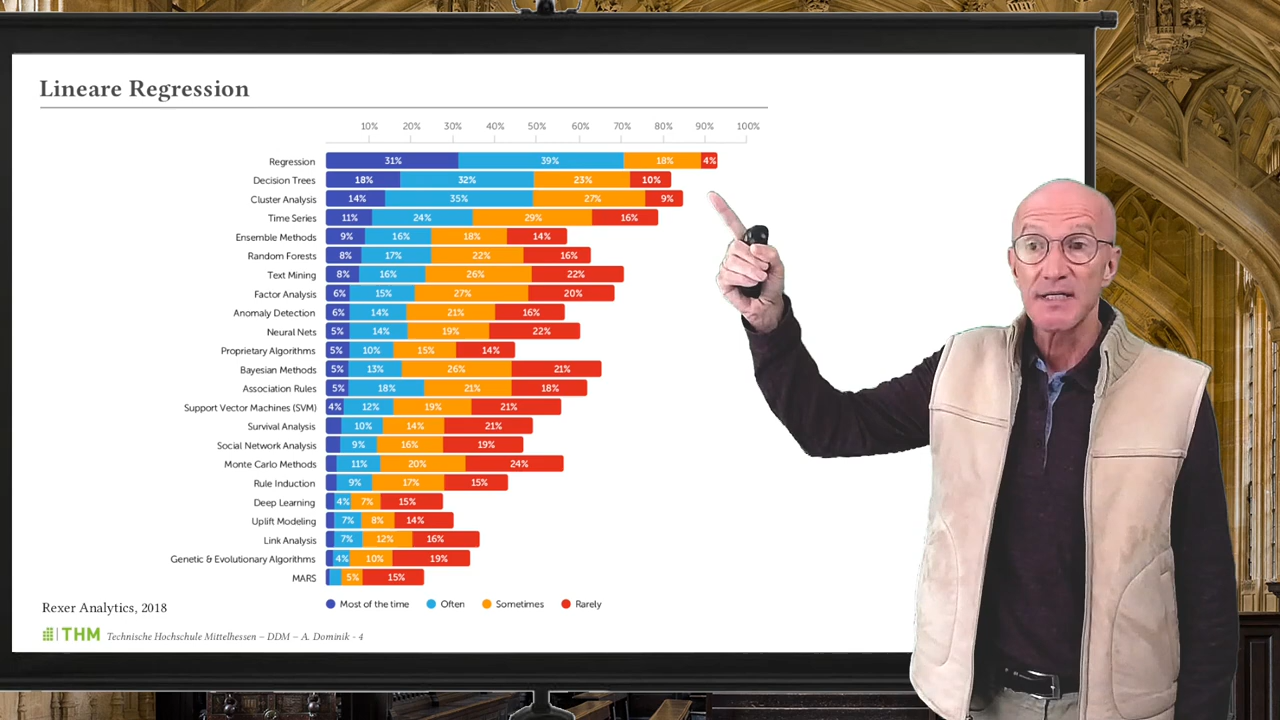 Lineare Regression
10% 20% 30% 40% 50% 60% 70% 80% 90% 100%
Regression 31% 39% 18% 4%
Decision Trees 18% 32% 23% 10%
Cluster Analysis 14% 35% 27% 9%
Time Series 11% 24% 29% 16%
Ensemble Methods 9% 16% 18% 14%
Random Forests 8% 17% 22% 16%
Text Mining 8% 16% 26% 22%
Factor Analysis 6% 15% 27% 20%
Anomaly Detection 6% 14% 21% 16%
Neural Nets 5% 14% 19% 22%
Proprietary Algorithms 5% 10% 15% 14%
Bayesian Methods 5% 13% 26% 21%
Association Rules 5% 18% 21% 18%
Support Vector Machines (SVM) 4% 12% 19% 21%
Survival Analysis 10% 14% 21%
Social Network Analysis 9% 16% 19%
Monte Carlo Methods 11% 20% 24%
Rule Induction 9% 17% 15%
Deep Learning 4% 7% 15%
Uplift Modeling 7% 8% 14%
Link Analysis 7% 12% 16%
Genetic & Evolutionary Algorithms 4% 10% 19%
MARS 5% 15%
Most of the time Often Sometimes Rarely
Rexer Analytics, 2018
THM Technische Hochschule Mittelhessen – DDM – A. Dominik - 4